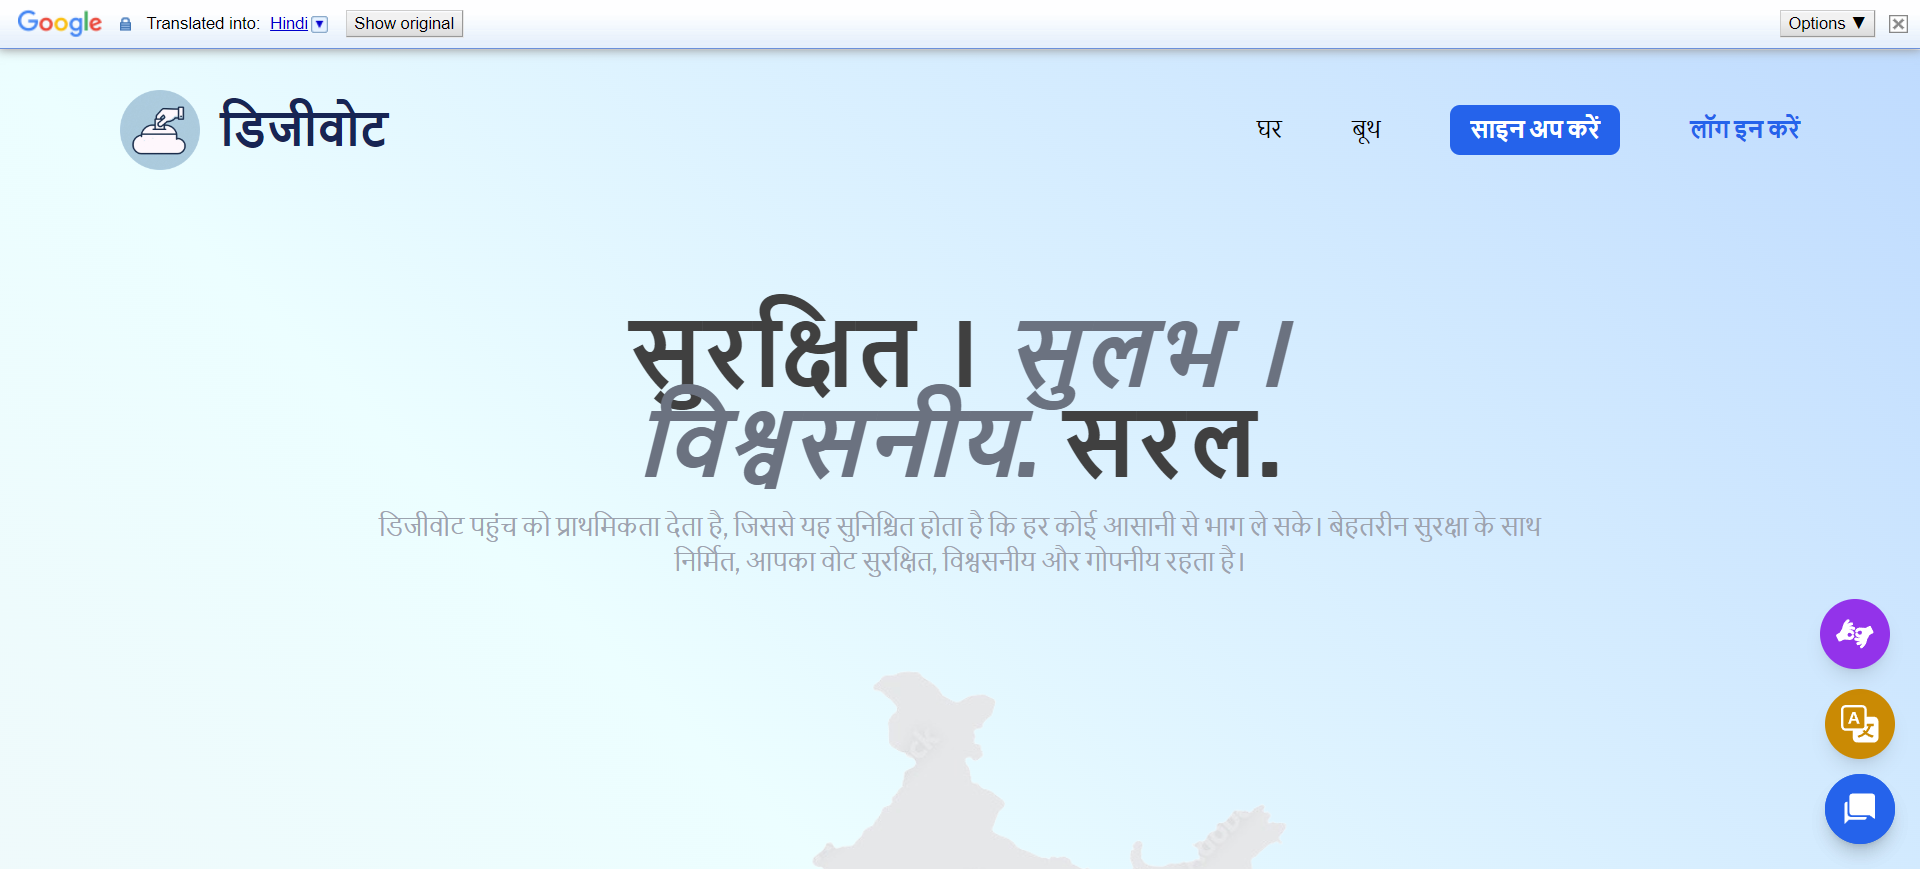 Google Translated into: Hindi ▼ Show original Options ▼
डिजीवोट घर बूथ साइन अप करें लॉग इन करें
सुरक्षित । सुलभ ।
विश्वसनीय. सरल.
डिजीवोट पहुंच को प्राथमिकता देता है, जिससे यह सुनिश्चित होता है कि हर कोई आसानी से भाग ले सके। बेहतरीन सुरक्षा के साथ
निर्मित, आपका वोट सुरक्षित, विश्वसनीय और गोपनीय रहता है।
A 文